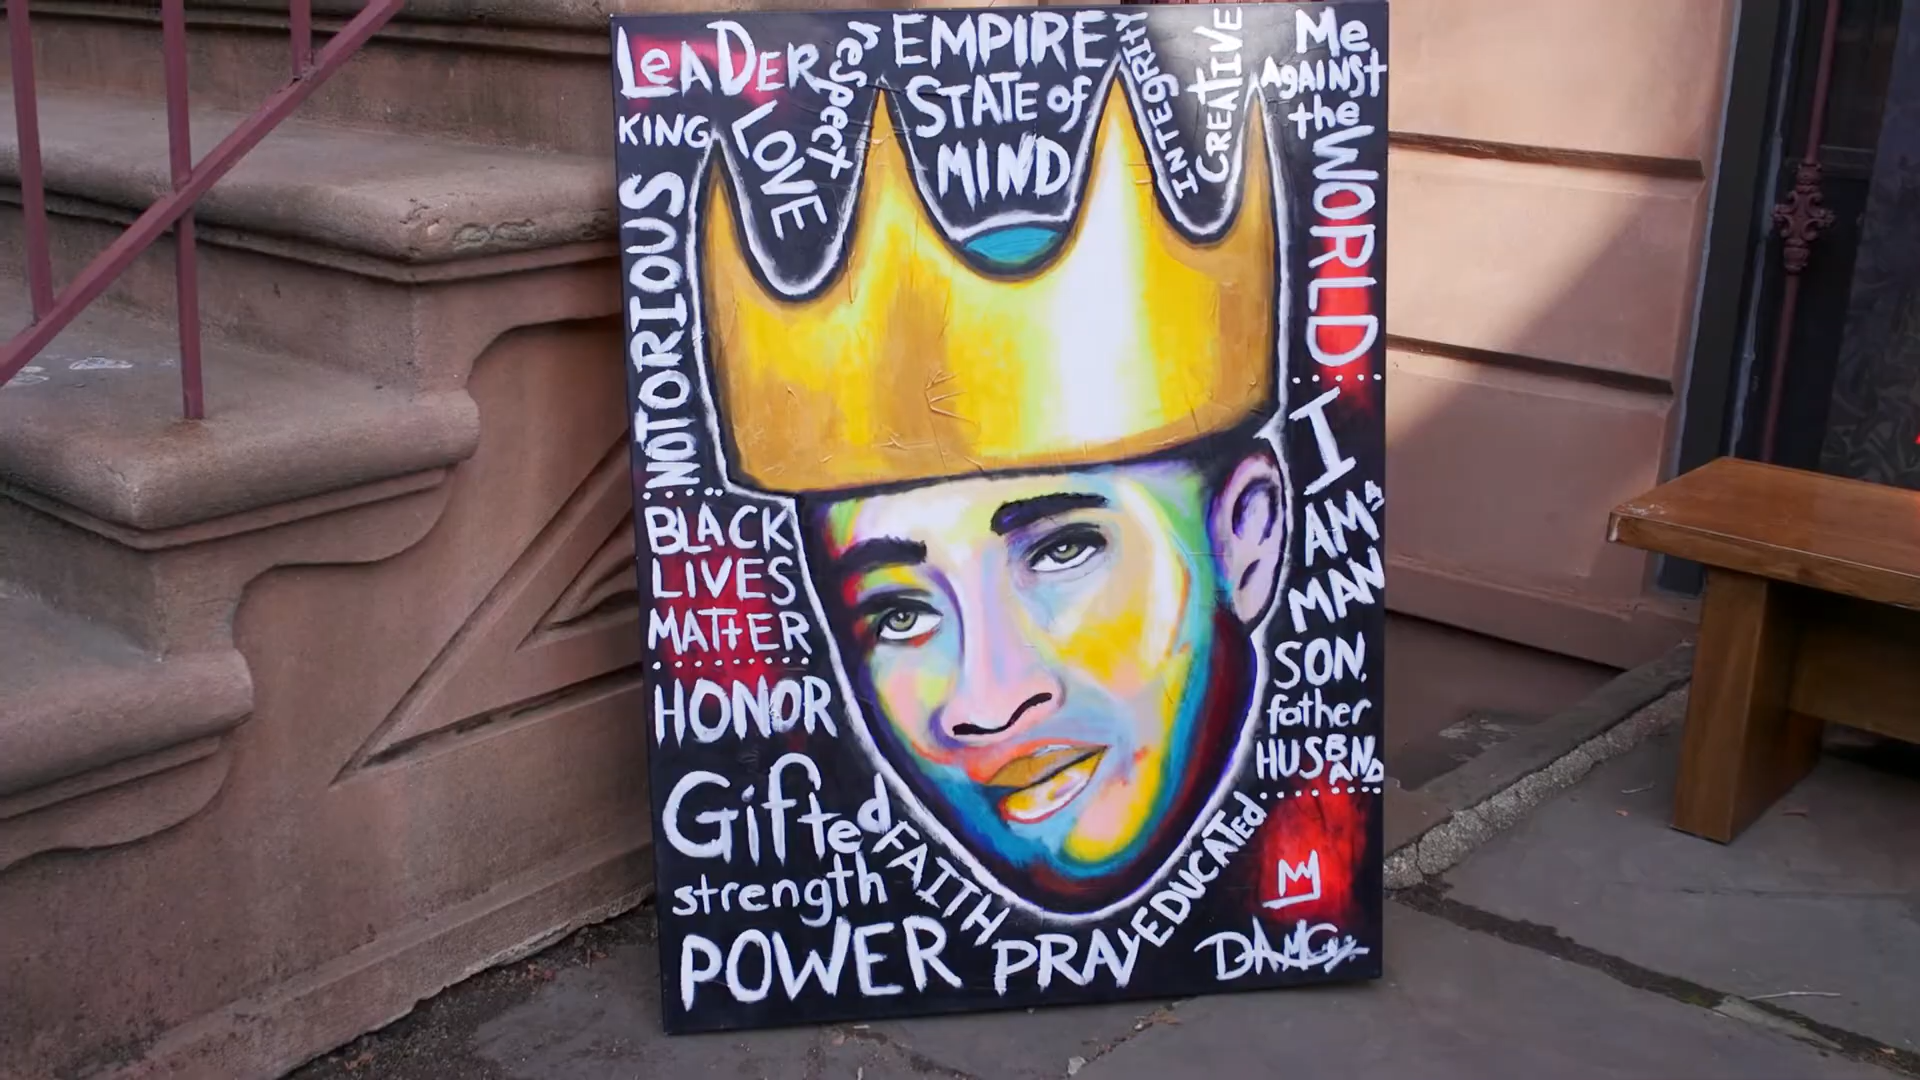 LeADER
KING
LOVE
resPect
EMPIRE
STATE of
MIND
INTEGRITY
CREATIVE
Me
AGAINST
the
WORLD
NOTORIOUS
BLACK
LIVES
MATtER
HONOR
Gifted
strength
FAITH
POWER
PRAY
EDUCATEd
I
AM A
MAN
SON.
father
HUSBAND